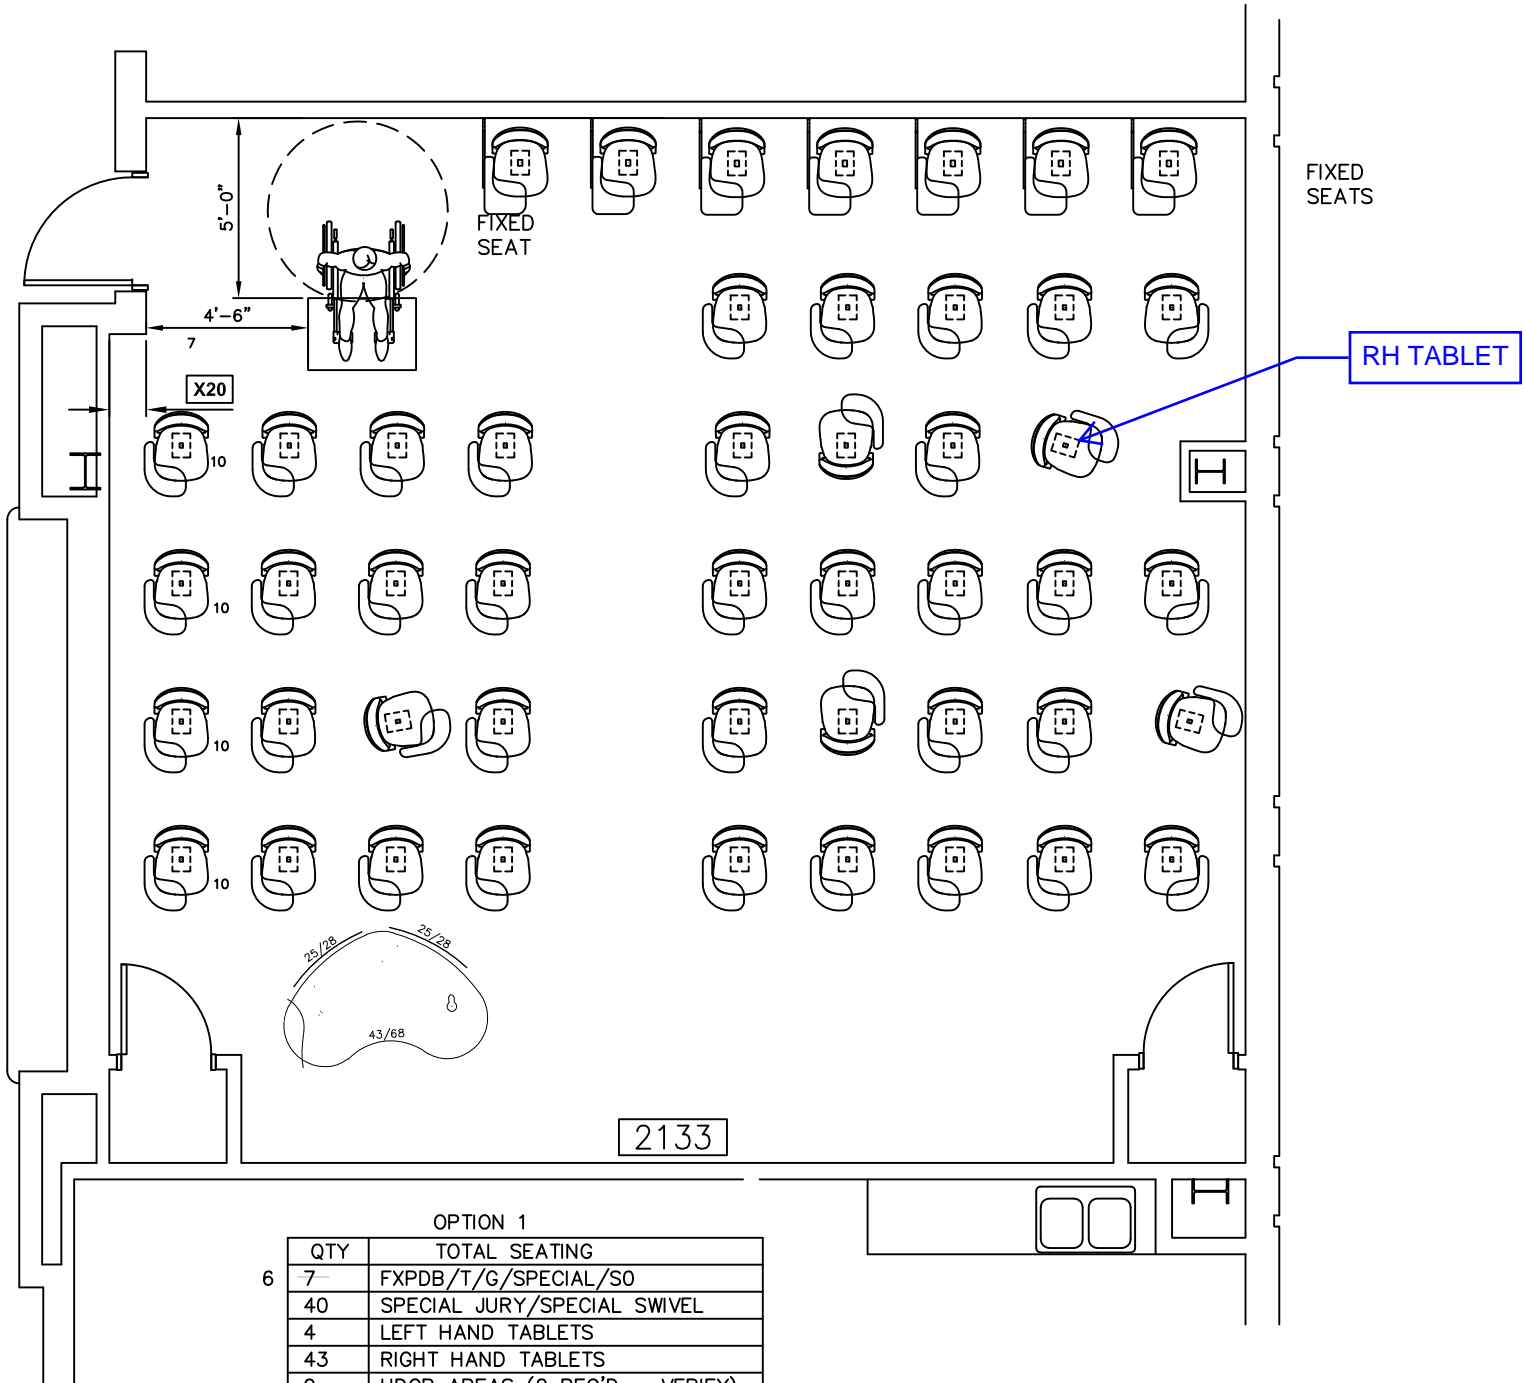 FIXED
SEATS
5'-0"
FIXED
SEAT
4'-6"
7
RH TABLET
X20
10
10
10
10
25/28
25/28
43/68
2133
OPTION 1
QTY TOTAL SEATING
6 7 FXPDB/T/G/SPECIAL/SO
40 SPECIAL JURY/SPECIAL SWIVEL
4 LEFT HAND TABLETS
43 RIGHT HAND TABLETS